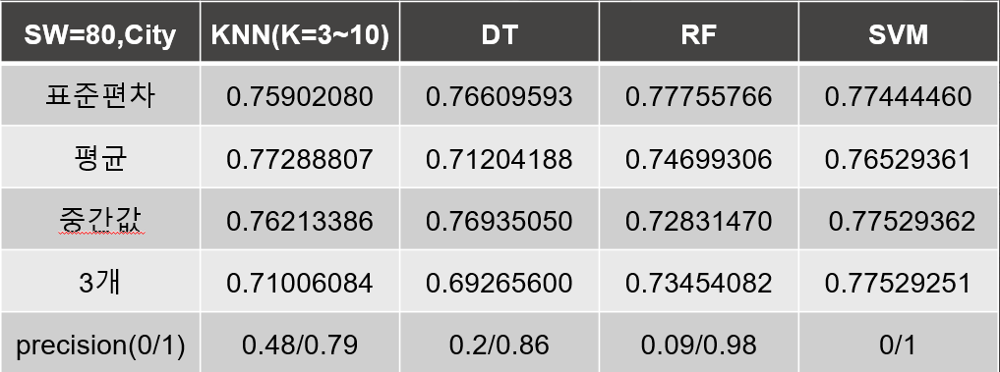 SW=80,City KNN(K=3~10) DT RF SVM
표준편차 0.75902080 0.76609593 0.77755766 0.77444460
평균 0.77288807 0.71204188 0.74699306 0.76529361
중간값 0.76213386 0.76935050 0.72831470 0.77529362
3개 0.71006084 0.69265600 0.73454082 0.77529251
precision(0/1) 0.48/0.79 0.2/0.86 0.09/0.98 0/1